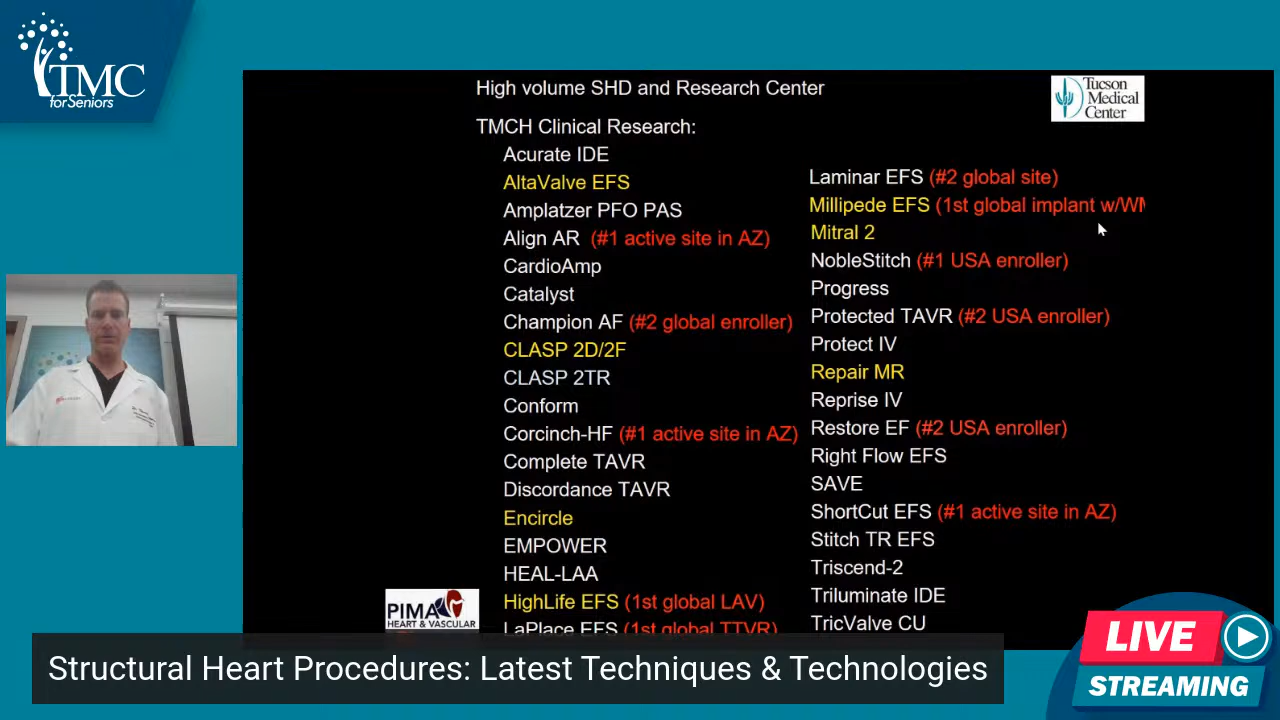 TMC
for Seniors
High volume SHD and Research Center
Tucson
Medical
Center
TMCH Clinical Research:
Acurate IDE
AltaValve EFS
Amplatzer PFO PAS
Align AR (#1 active site in AZ)
CardioAmp
Catalyst
Champion AF (#2 global enroller)
CLASP 2D/2F
CLASP 2TR
Conform
Corcinch-HF (#1 active site in AZ)
Complete TAVR
Discordance TAVR
Encircle
EMPOWER
HEAL-LAA
HighLife EFS (1st global LAV)
LaPlace EFS (1st global TTVR)
Laminar EFS (#2 global site)
Millipede EFS (1st global implant
Mitral 2
NobleStitch (#1 USA enroller)
Progress
Protected TAVR (#2 USA enroller)
Protect IV
Repair MR
Reprise IV
Restore EF (#2 USA enroller)
Right Flow EFS
SAVE
ShortCut EFS (#1 active site in AZ)
Stitch TR EFS
Triscend-2
Triluminate IDE
TricValve CU
PIMA
HEART & VASCULAR
Structural Heart Procedures: Latest Techniques & Technologies
LIVE
STREAMING